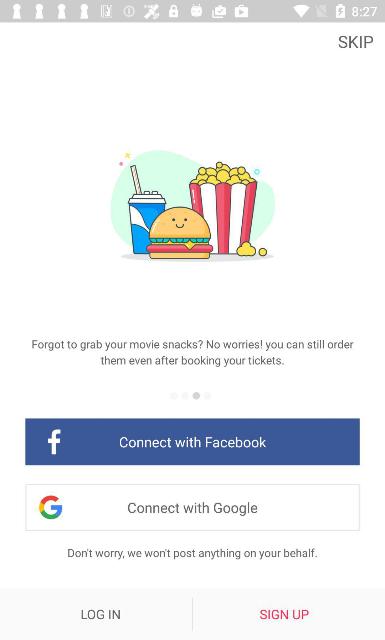 8:27
SKIP
Forgot to grab your movie snacks? No worries! you can still order
them even after booking your tickets.
Connect with Facebook
Connect with Google
Don't worry, we won't post anything on your behalf.
LOG IN
SIGN UP